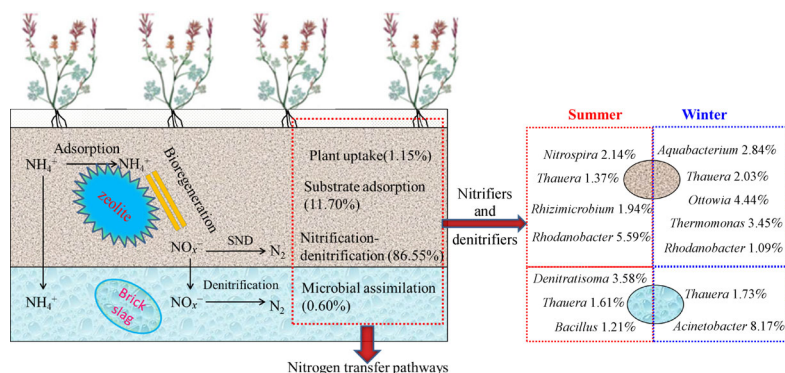 Adsorption
NH₄⁺
NH₄⁺
zeolite
Bioregeneration
NOₓ⁻
SND
N₂
NH₄⁺
Brick
slag
NOₓ⁻
Denitrification
N₂
Plant uptake(1.15%)
Substrate adsorption
(11.70%)
Nitrification-
denitrification (86.55%)
Microbial assimilation
(0.60%)
Nitrogen transfer pathways
Nitrifiers
and
denitrifiers
Summer
Winter
Nitrospira 2.14%
Thauera 1.37%
Rhizimicrobium 1.94%
Rhodanobacter 5.59%
Aquabacterium 2.84%
Thauera 2.03%
Ottowia 4.44%
Thermomonas 3.45%
Rhodanobacter 1.09%
Denitratisoma 3.58%
Thauera 1.61%
Bacillus 1.21%
Thauera 1.73%
Acinetobacter 8.17%